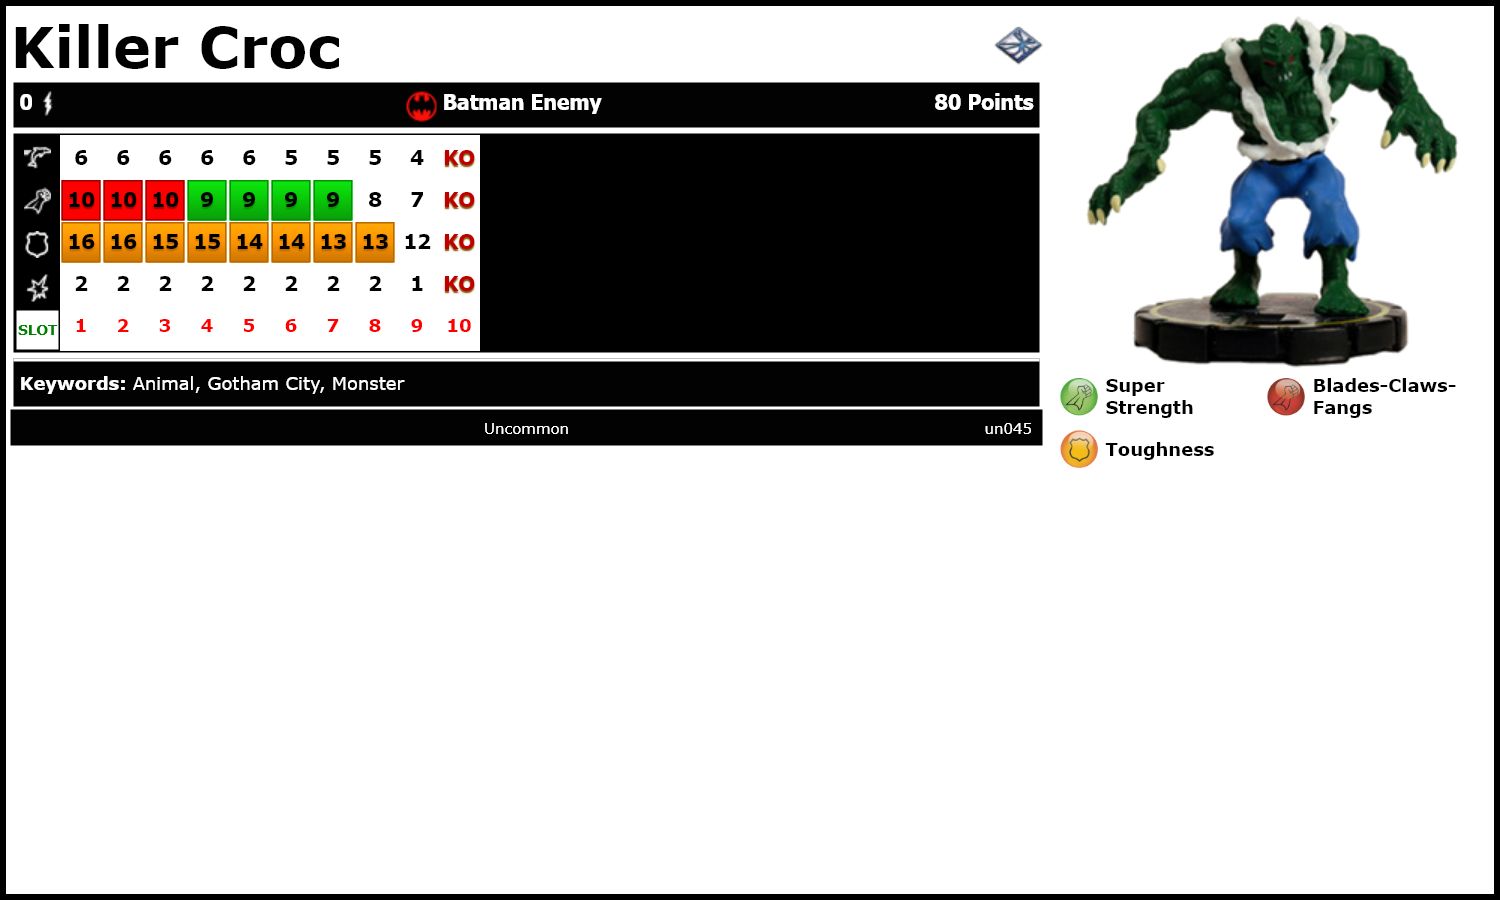 Killer Croc
0 Batman Enemy 80 Points
6 6 6 6 6 5 5 5 4 KO
10 10 10 9 9 9 9 8 7 KO
16 16 15 15 14 14 13 13 12 KO
2 2 2 2 2 2 2 2 1 KO
SLOT 1 2 3 4 5 6 7 8 9 10
Keywords: Animal, Gotham City, Monster
Uncommon un045
Super
Strength
Blades-Claws-
Fangs
Toughness